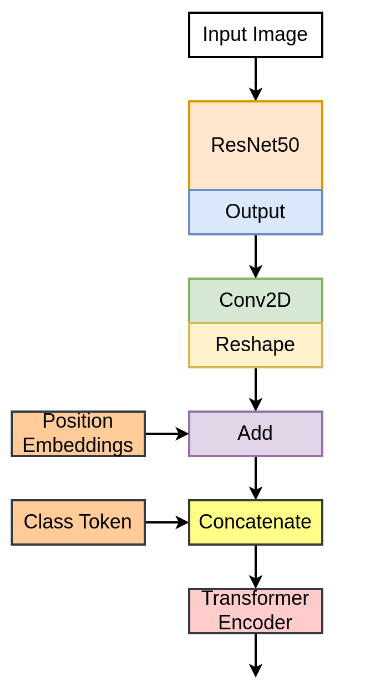 Input Image
ResNet50
Output
Conv2D
Reshape
Position
Embeddings
Add
Class Token
Concatenate
Transformer
Encoder